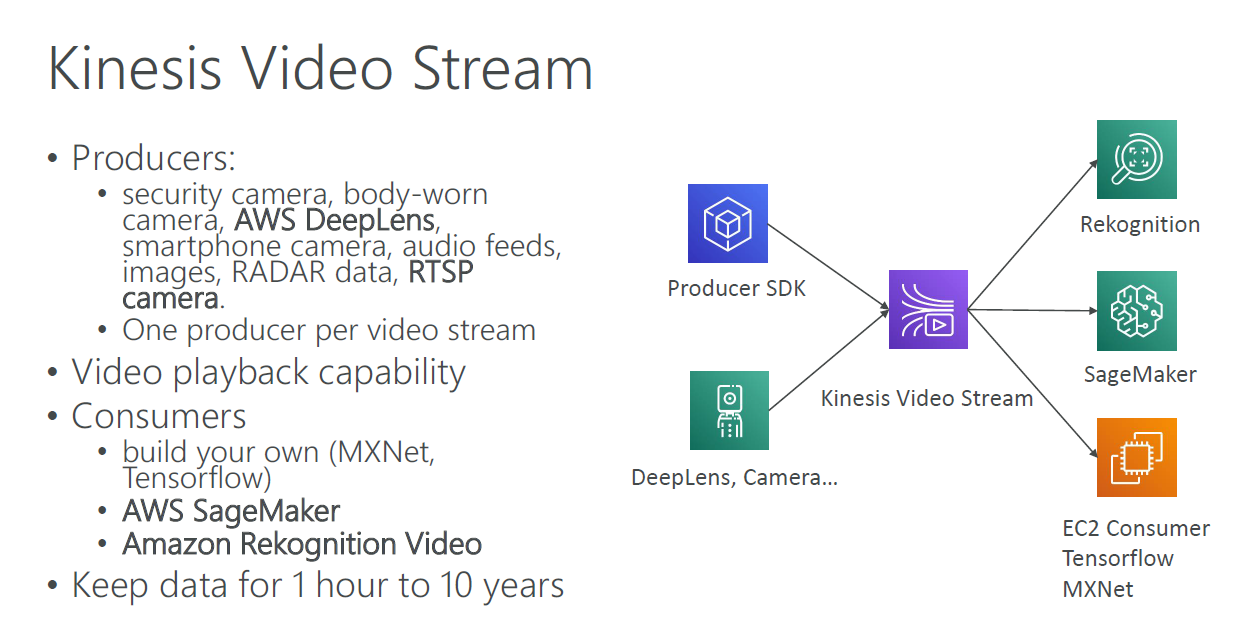 Kinesis Video Stream
• Producers:
• security camera, body-worn
camera, AWS DeepLens,
smartphone camera, audio feeds,
images, RADAR data, RTSP
camera.
• One producer per video stream
• Video playback capability
• Consumers
• build your own (MXNet,
Tensorflow)
• AWS SageMaker
• Amazon Rekognition Video
• Keep data for 1 hour to 10 years
Producer SDK
DeepLens, Camera...
Kinesis Video Stream
Rekognition
SageMaker
EC2 Consumer
Tensorflow
MXNet